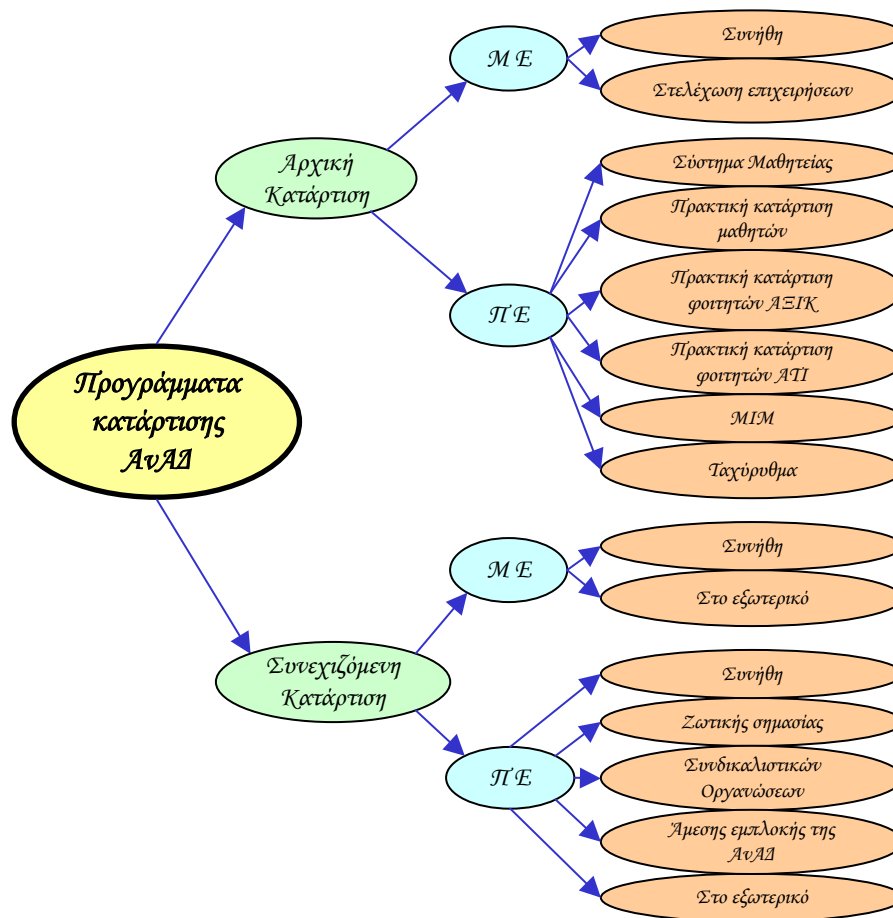 Προγράμματα
κατάρτισης
ΑνΑΔ
Αρχική
Κατάρτιση
Μ Ε
Συνήθη
Στελέχωση επιχειρήσεων
Π Ε
Σύστημα Μαθητείας
Πρακτική κατάρτιση
μαθητών
Πρακτική κατάρτιση
φοιτητών ΑΞΙΚ
Πρακτική κατάρτιση
φοιτητών ΑΤΙ
ΜΙΜ
Ταχύρυθμα
Συνεχιζόμενη
Κατάρτιση
Μ Ε
Συνήθη
Στο εξωτερικό
Π Ε
Συνήθη
Ζωτικής σημασίας
Συνδικαλιστικών
Οργανώσεων
Άμεσης εμπλοκής της
ΑνΑΔ
Στο εξωτερικό